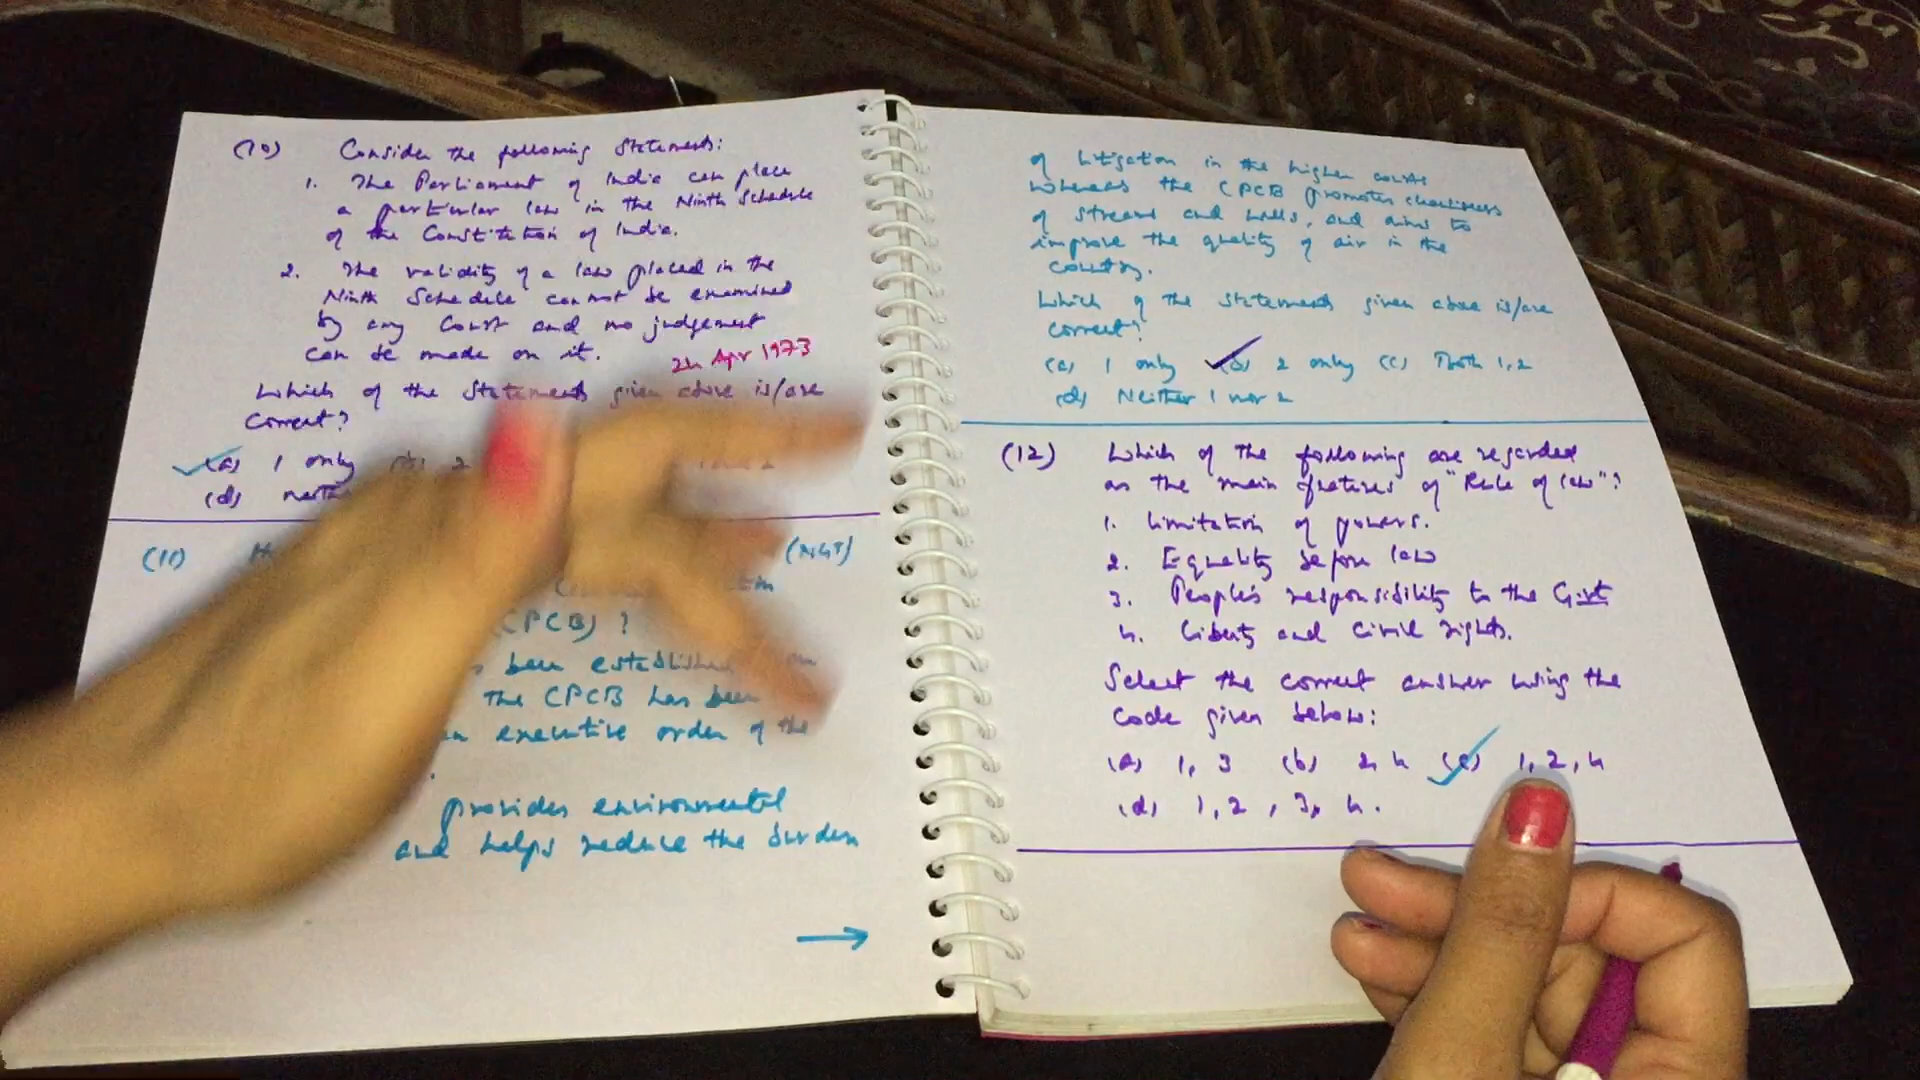 (10) Consider the following statements:
1. The Parliament of India can place
a particular law in the Ninth Schedule
of the Constitution of India.
2. The validity of a law placed in the
Ninth Schedule cannot be examined
by any Court and no judgement
can be made on it.
24 Apr 1973
Which of the statements given above is/are
correct?
(a) 1 only (b) 2
(d)
(11) (NGT)
(CPCB) ?
been established
the CPCB has been
executive order of the
provides environmental
and helps reduce the burden
of litigation in the higher courts
whereas the CPCB promotes cleanliness
of streams and wells, and aims to
improve the quality of air in the
country.
Which of the statements given above is/are
correct?
(a) 1 only (b) 2 only (c) Both 1,2
(d) Neither 1 nor 2
(12) Which of the following are regarded
as the main features of "Rule of law"?
1. Limitation of powers.
2. Equality before law
3. People's responsibility to the Govt
4. Liberty and Civil rights.
Select the correct answer using the
code given below:
(a) 1, 3 (b) 2, 4 (c) 1, 2, 4
(d) 1, 2, 3, 4.